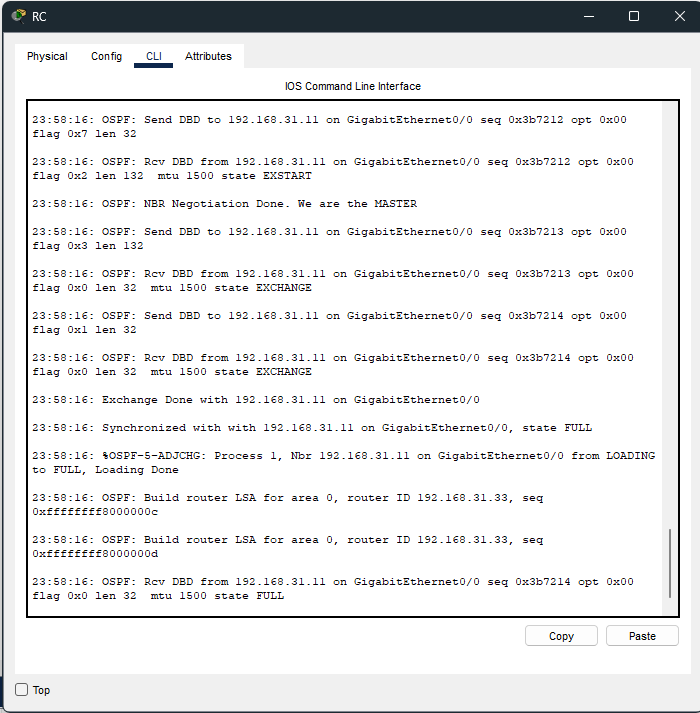 RC
Physical Config CLI Attributes
IOS Command Line Interface
23:58:16: OSPF: Send DBD to 192.168.31.11 on GigabitEthernet0/0 seq 0x3b7212 opt 0x00
flag 0x7 len 32
23:58:16: OSPF: Rcv DBD from 192.168.31.11 on GigabitEthernet0/0 seq 0x3b7212 opt 0x00
flag 0x2 len 132  mtu 1500 state EXSTART
23:58:16: OSPF: NBR Negotiation Done. We are the MASTER
23:58:16: OSPF: Send DBD to 192.168.31.11 on GigabitEthernet0/0 seq 0x3b7213 opt 0x00
flag 0x3 len 132
23:58:16: OSPF: Rcv DBD from 192.168.31.11 on GigabitEthernet0/0 seq 0x3b7213 opt 0x00
flag 0x0 len 32  mtu 1500 state EXCHANGE
23:58:16: OSPF: Send DBD to 192.168.31.11 on GigabitEthernet0/0 seq 0x3b7214 opt 0x00
flag 0x1 len 32
23:58:16: OSPF: Rcv DBD from 192.168.31.11 on GigabitEthernet0/0 seq 0x3b7214 opt 0x00
flag 0x0 len 32  mtu 1500 state EXCHANGE
23:58:16: Exchange Done with 192.168.31.11 on GigabitEthernet0/0
23:58:16: Synchronized with with 192.168.31.11 on GigabitEthernet0/0, state FULL
23:58:16: %OSPF-5-ADJCHG: Process 1, Nbr 192.168.31.11 on GigabitEthernet0/0 from LOADING
to FULL, Loading Done
23:58:16: OSPF: Build router LSA for area 0, router ID 192.168.31.33, seq
0xffffffff8000000c
23:58:16: OSPF: Build router LSA for area 0, router ID 192.168.31.33, seq
0xffffffff8000000d
23:58:16: OSPF: Rcv DBD from 192.168.31.11 on GigabitEthernet0/0 seq 0x3b7214 opt 0x00
flag 0x0 len 32  mtu 1500 state FULL
Copy Paste
Top